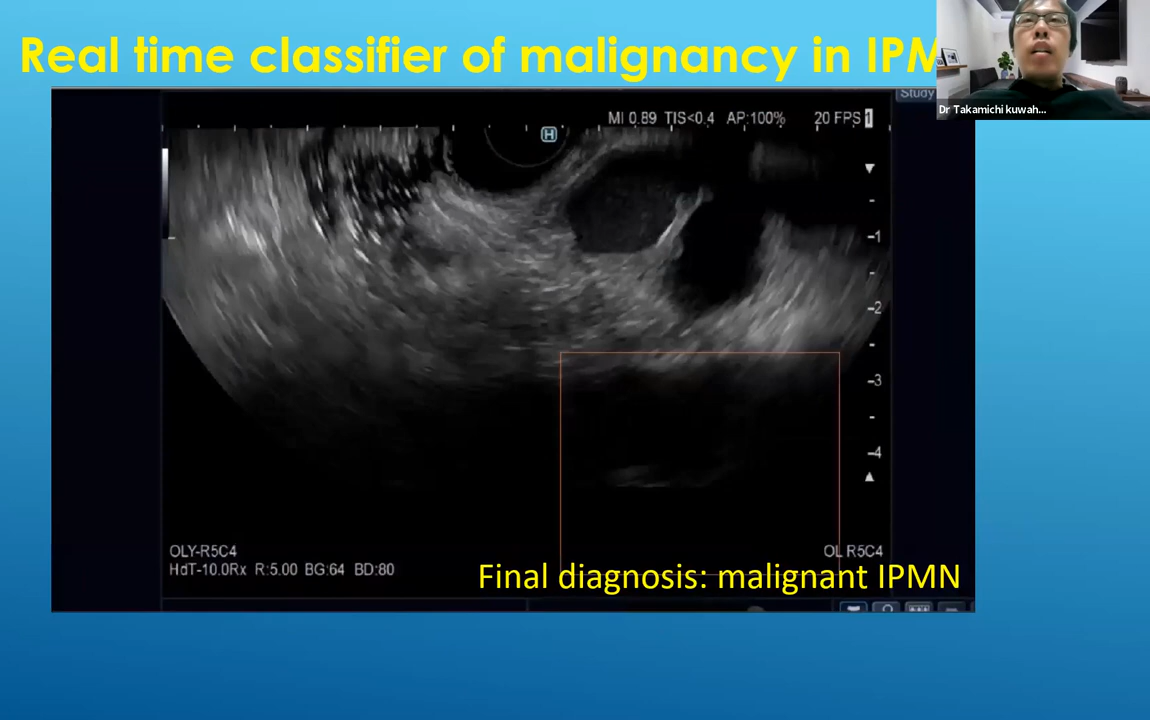 Real time classifier of malignancy in IPM
Dr Takamichi kuwah...
Study
MI 0.89 TIS<0.4 AP:100% 20 FPS 1
H
1
2
3
4
OLY-R5C4
OL R5C4
HdT-10.0Rx R:5.00 BG:64 BD:80
Final diagnosis: malignant IPMN